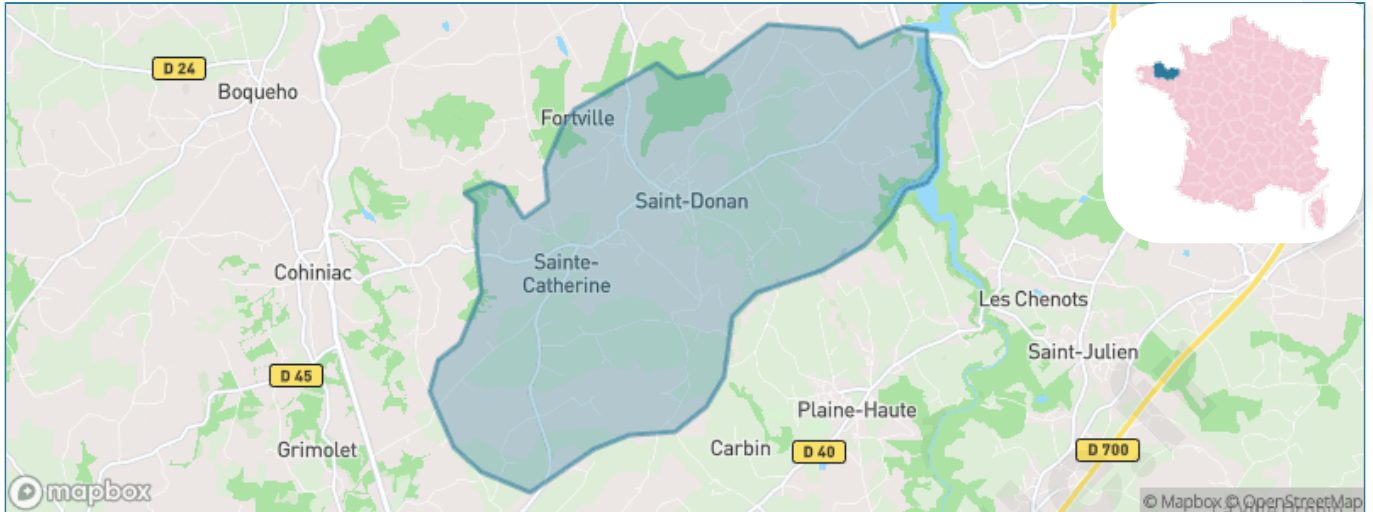 D 24
Boqueho
Fortville
Saint-Donan
Sainte-
Catherine
Cohiniac
Les Chenots
Saint-Julien
D 45
Plaine-Haute
Grimolet
Carbin
D 40
D 700
mapbox
© Mapbox © OpenStreetMap